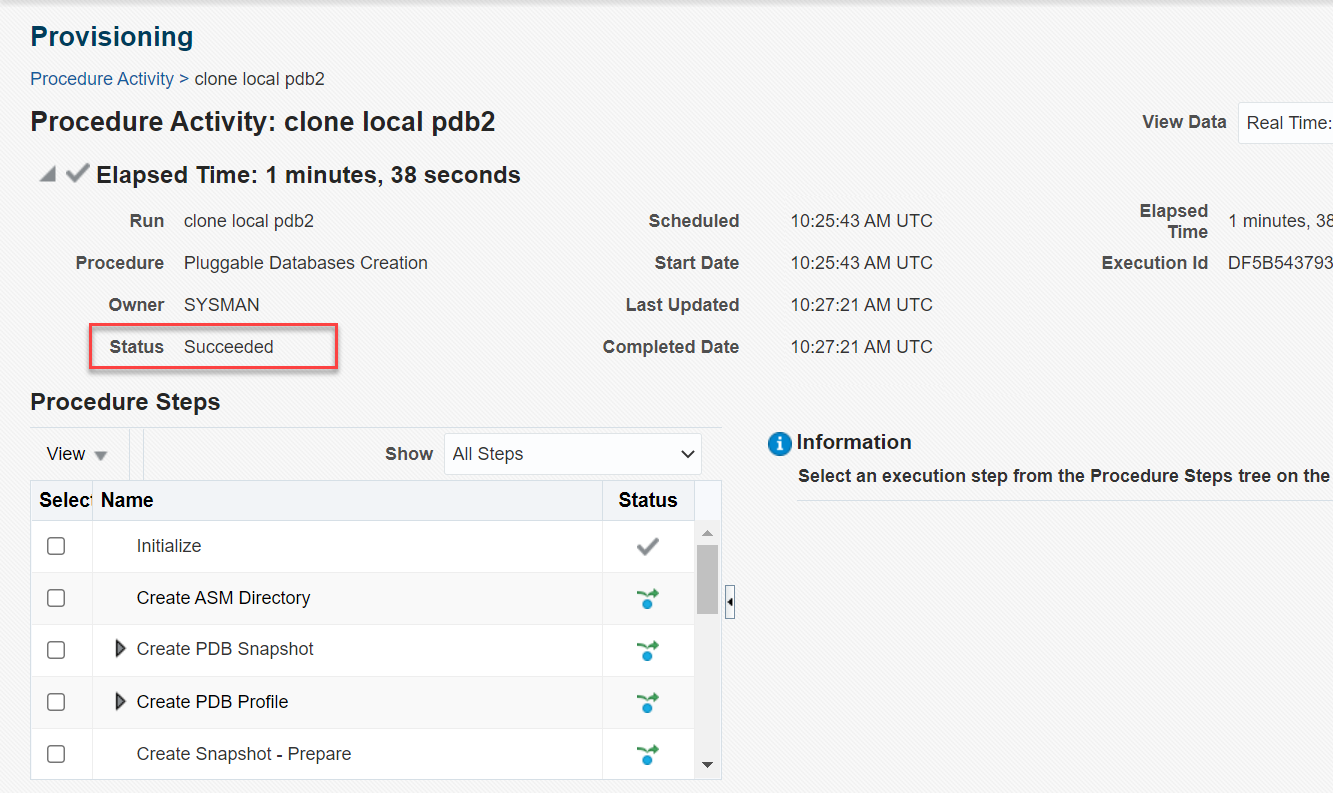 Provisioning
Procedure Activity > clone local pdb2
Procedure Activity: clone local pdb2
View Data Real Time:
Elapsed Time: 1 minutes, 38 seconds
Run clone local pdb2 Scheduled 10:25:43 AM UTC Elapsed Time 1 minutes, 38
Procedure Pluggable Databases Creation Start Date 10:25:43 AM UTC Execution Id DF5B543793
Owner SYSMAN Last Updated 10:27:21 AM UTC
Status Succeeded Completed Date 10:27:21 AM UTC
Procedure Steps
View Show All Steps
Select Name Status
Initialize
Create ASM Directory
Create PDB Snapshot
Create PDB Profile
Create Snapshot - Prepare
Information
Select an execution step from the Procedure Steps tree on the